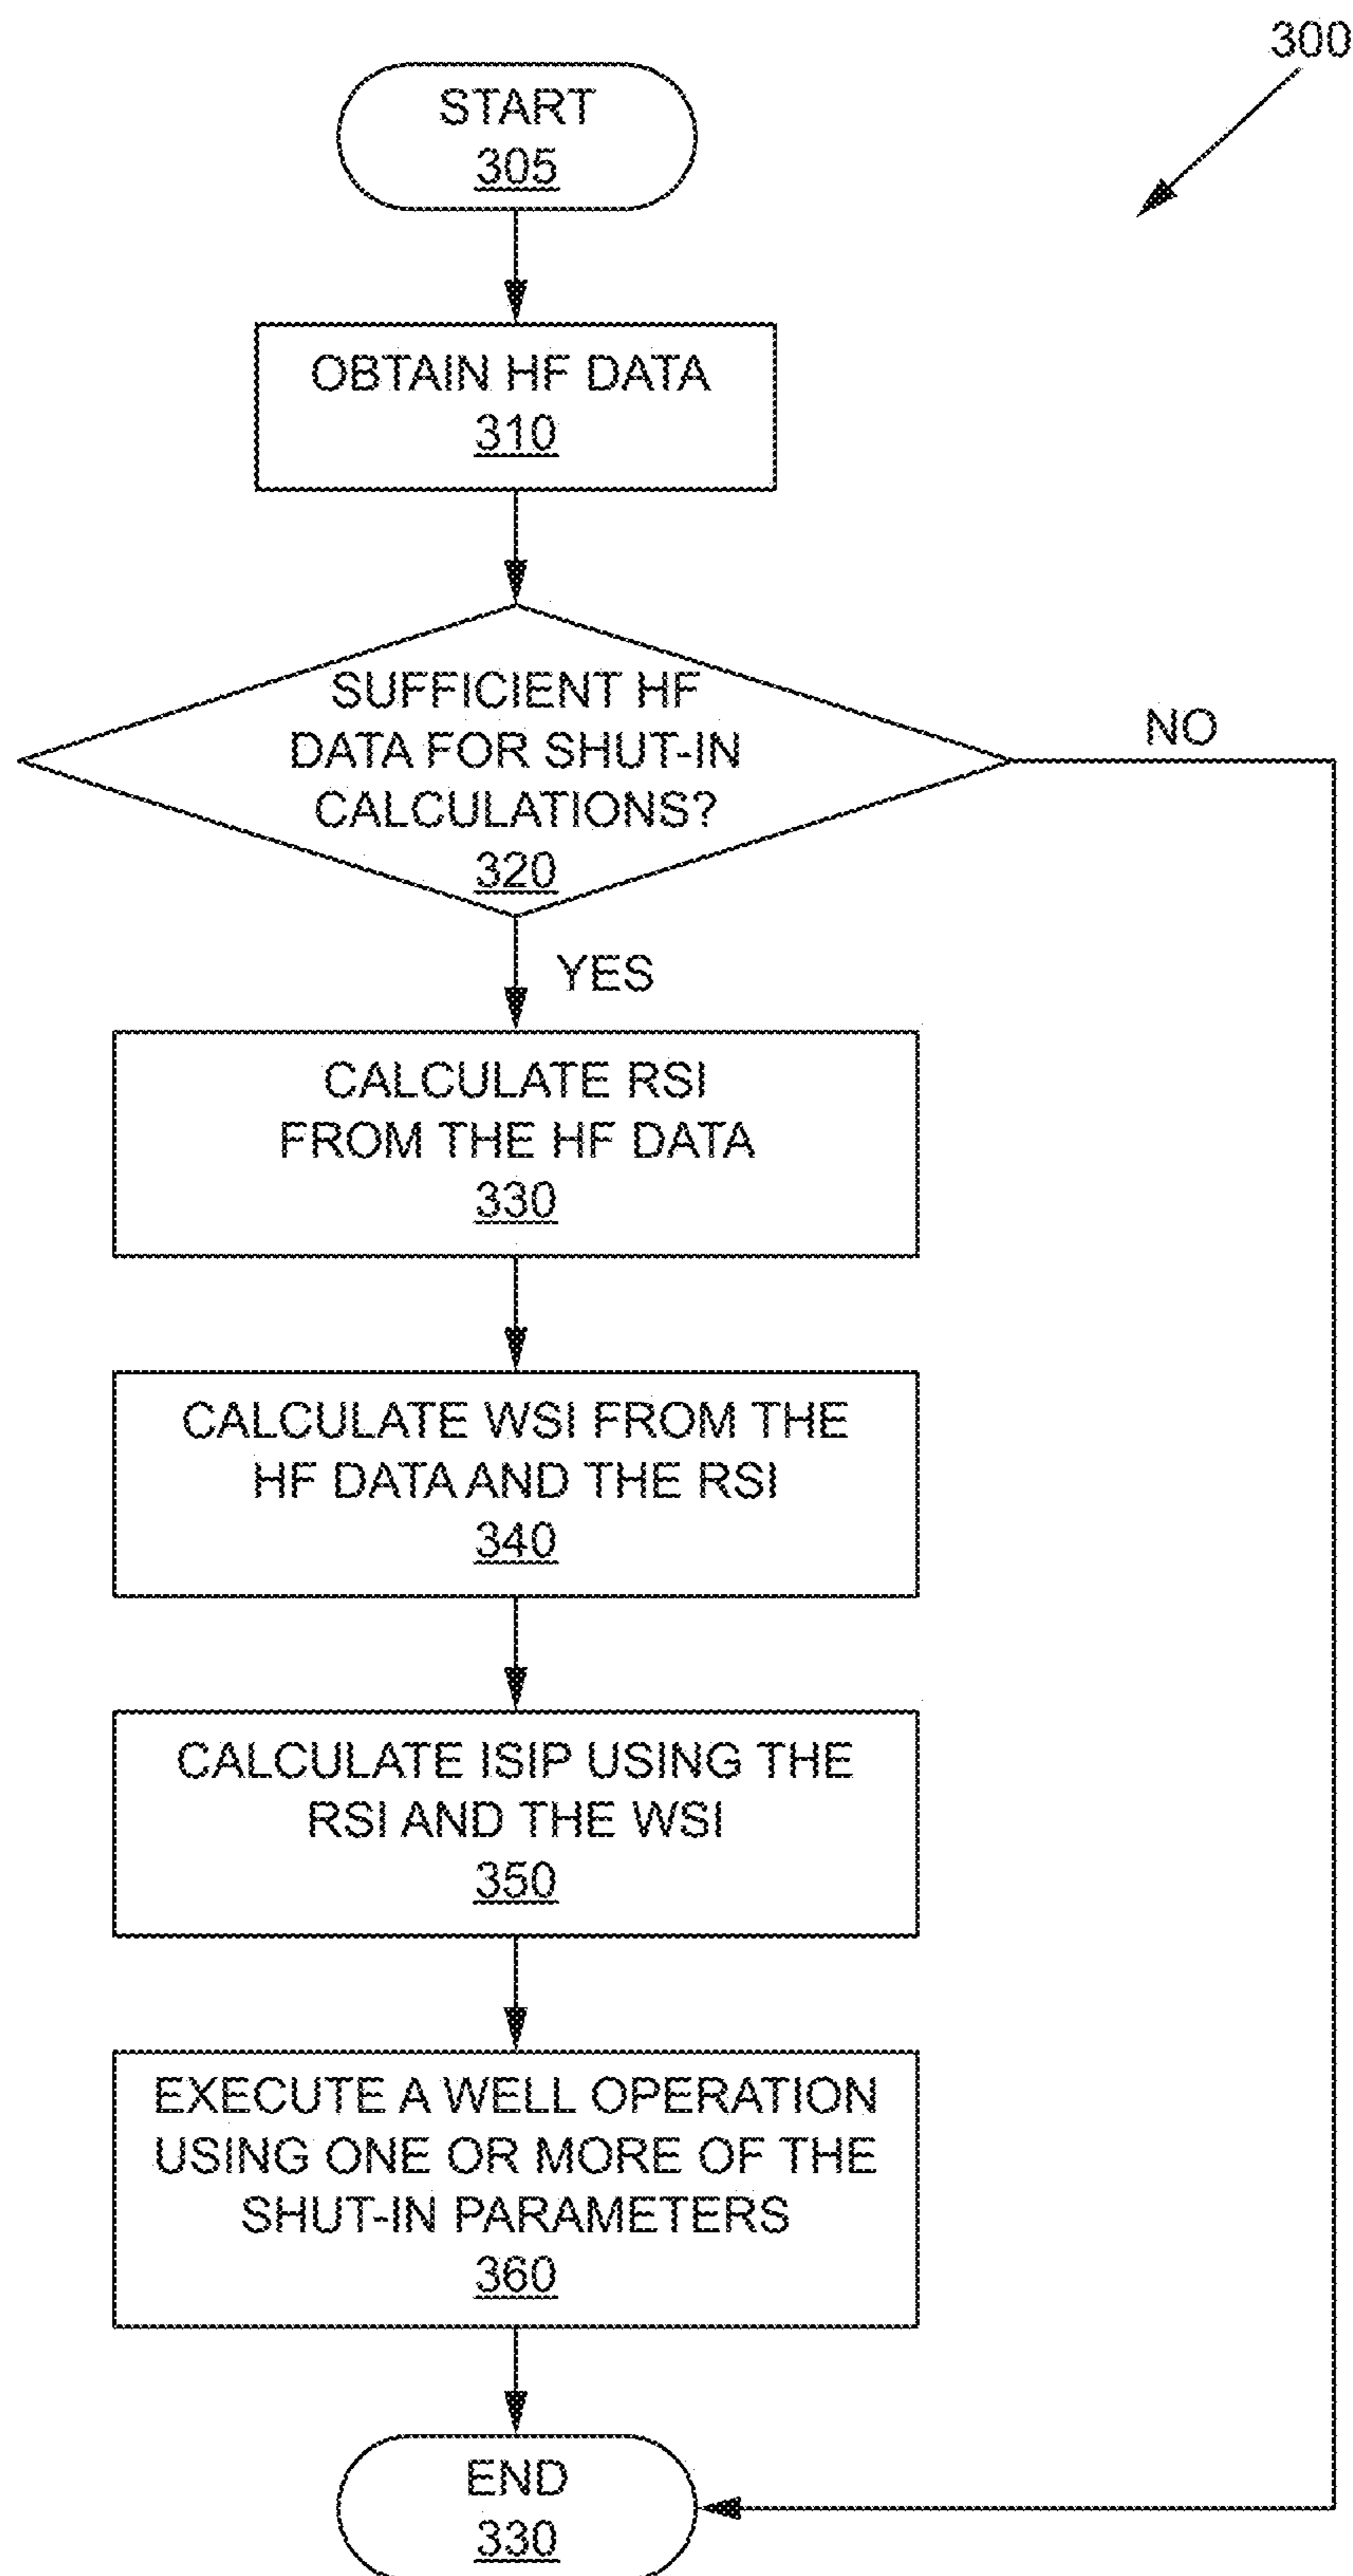 300
START
305
OBTAIN HF DATA
310
SUFFICIENT HF
DATA FOR SHUT-IN
CALCULATIONS?
320
NO
YES
CALCULATE RSI
FROM THE HF DATA
330
CALCULATE WSI FROM THE
HF DATA AND THE RSI
340
CALCULATE ISIP USING THE
RSI AND THE WSI
350
EXECUTE A WELL OPERATION
USING ONE OR MORE OF THE
SHUT-IN PARAMETERS
360
END
330